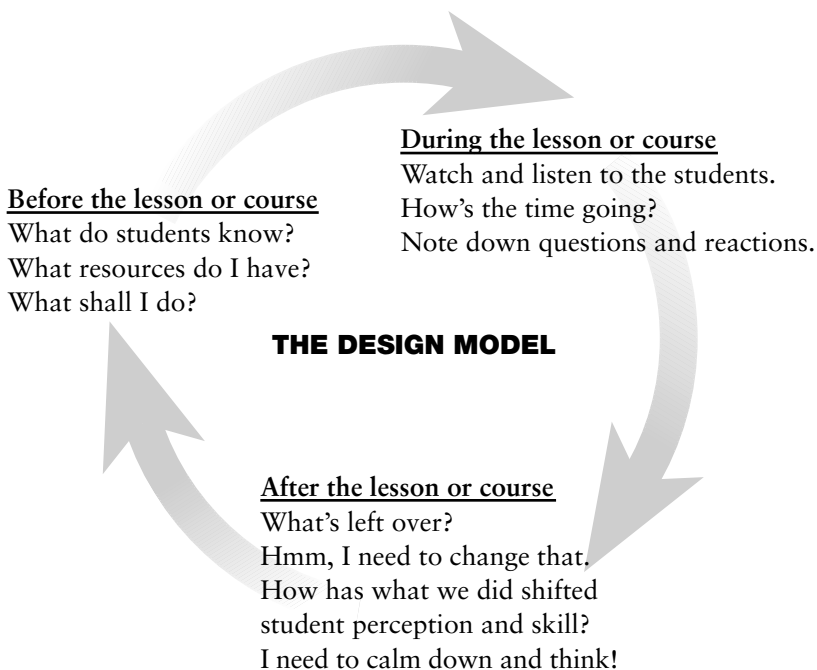 Before the lesson or course
What do students know?
What resources do I have?
What shall I do?
During the lesson or course
Watch and listen to the students.
How's the time going?
Note down questions and reactions.
THE DESIGN MODEL
After the lesson or course
What's left over?
Hmm, I need to change that.
How has what we did shifted
student perception and skill?
I need to calm down and think!